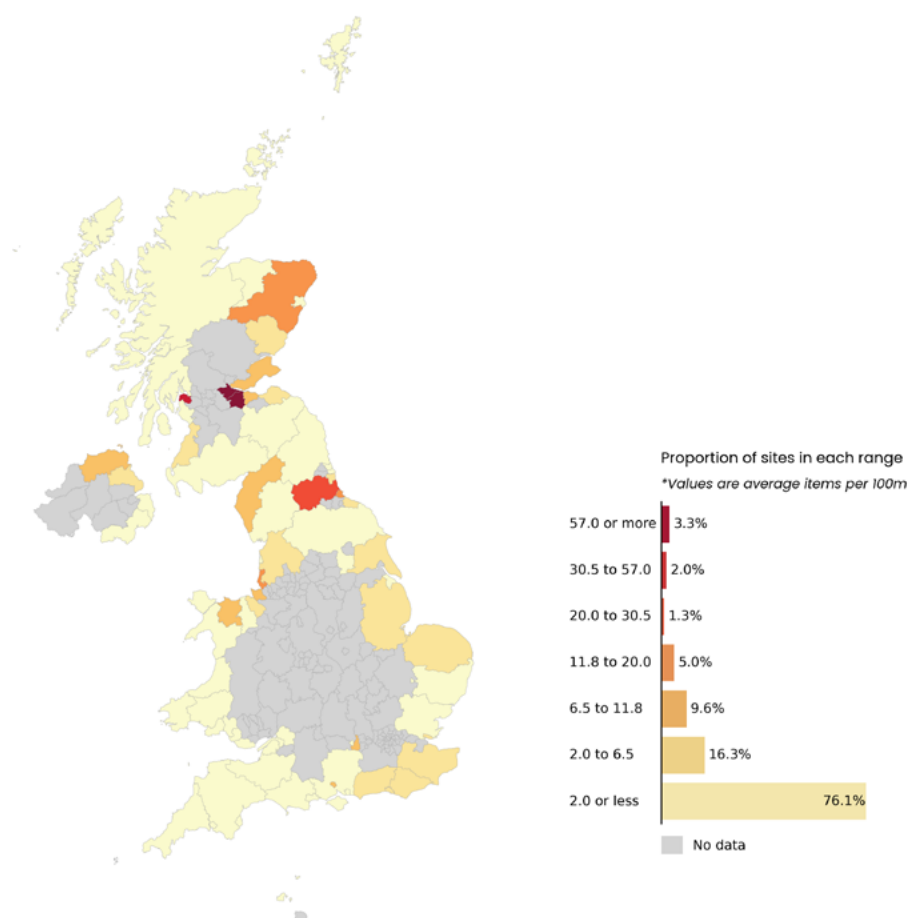 Proportion of sites in each range
*Values are average items per 100m
57.0 or more 3.3%
30.5 to 57.0 2.0%
20.0 to 30.5 1.3%
11.8 to 20.0 5.0%
6.5 to 11.8 9.6%
2.0 to 6.5 16.3%
2.0 or less 76.1%
No data